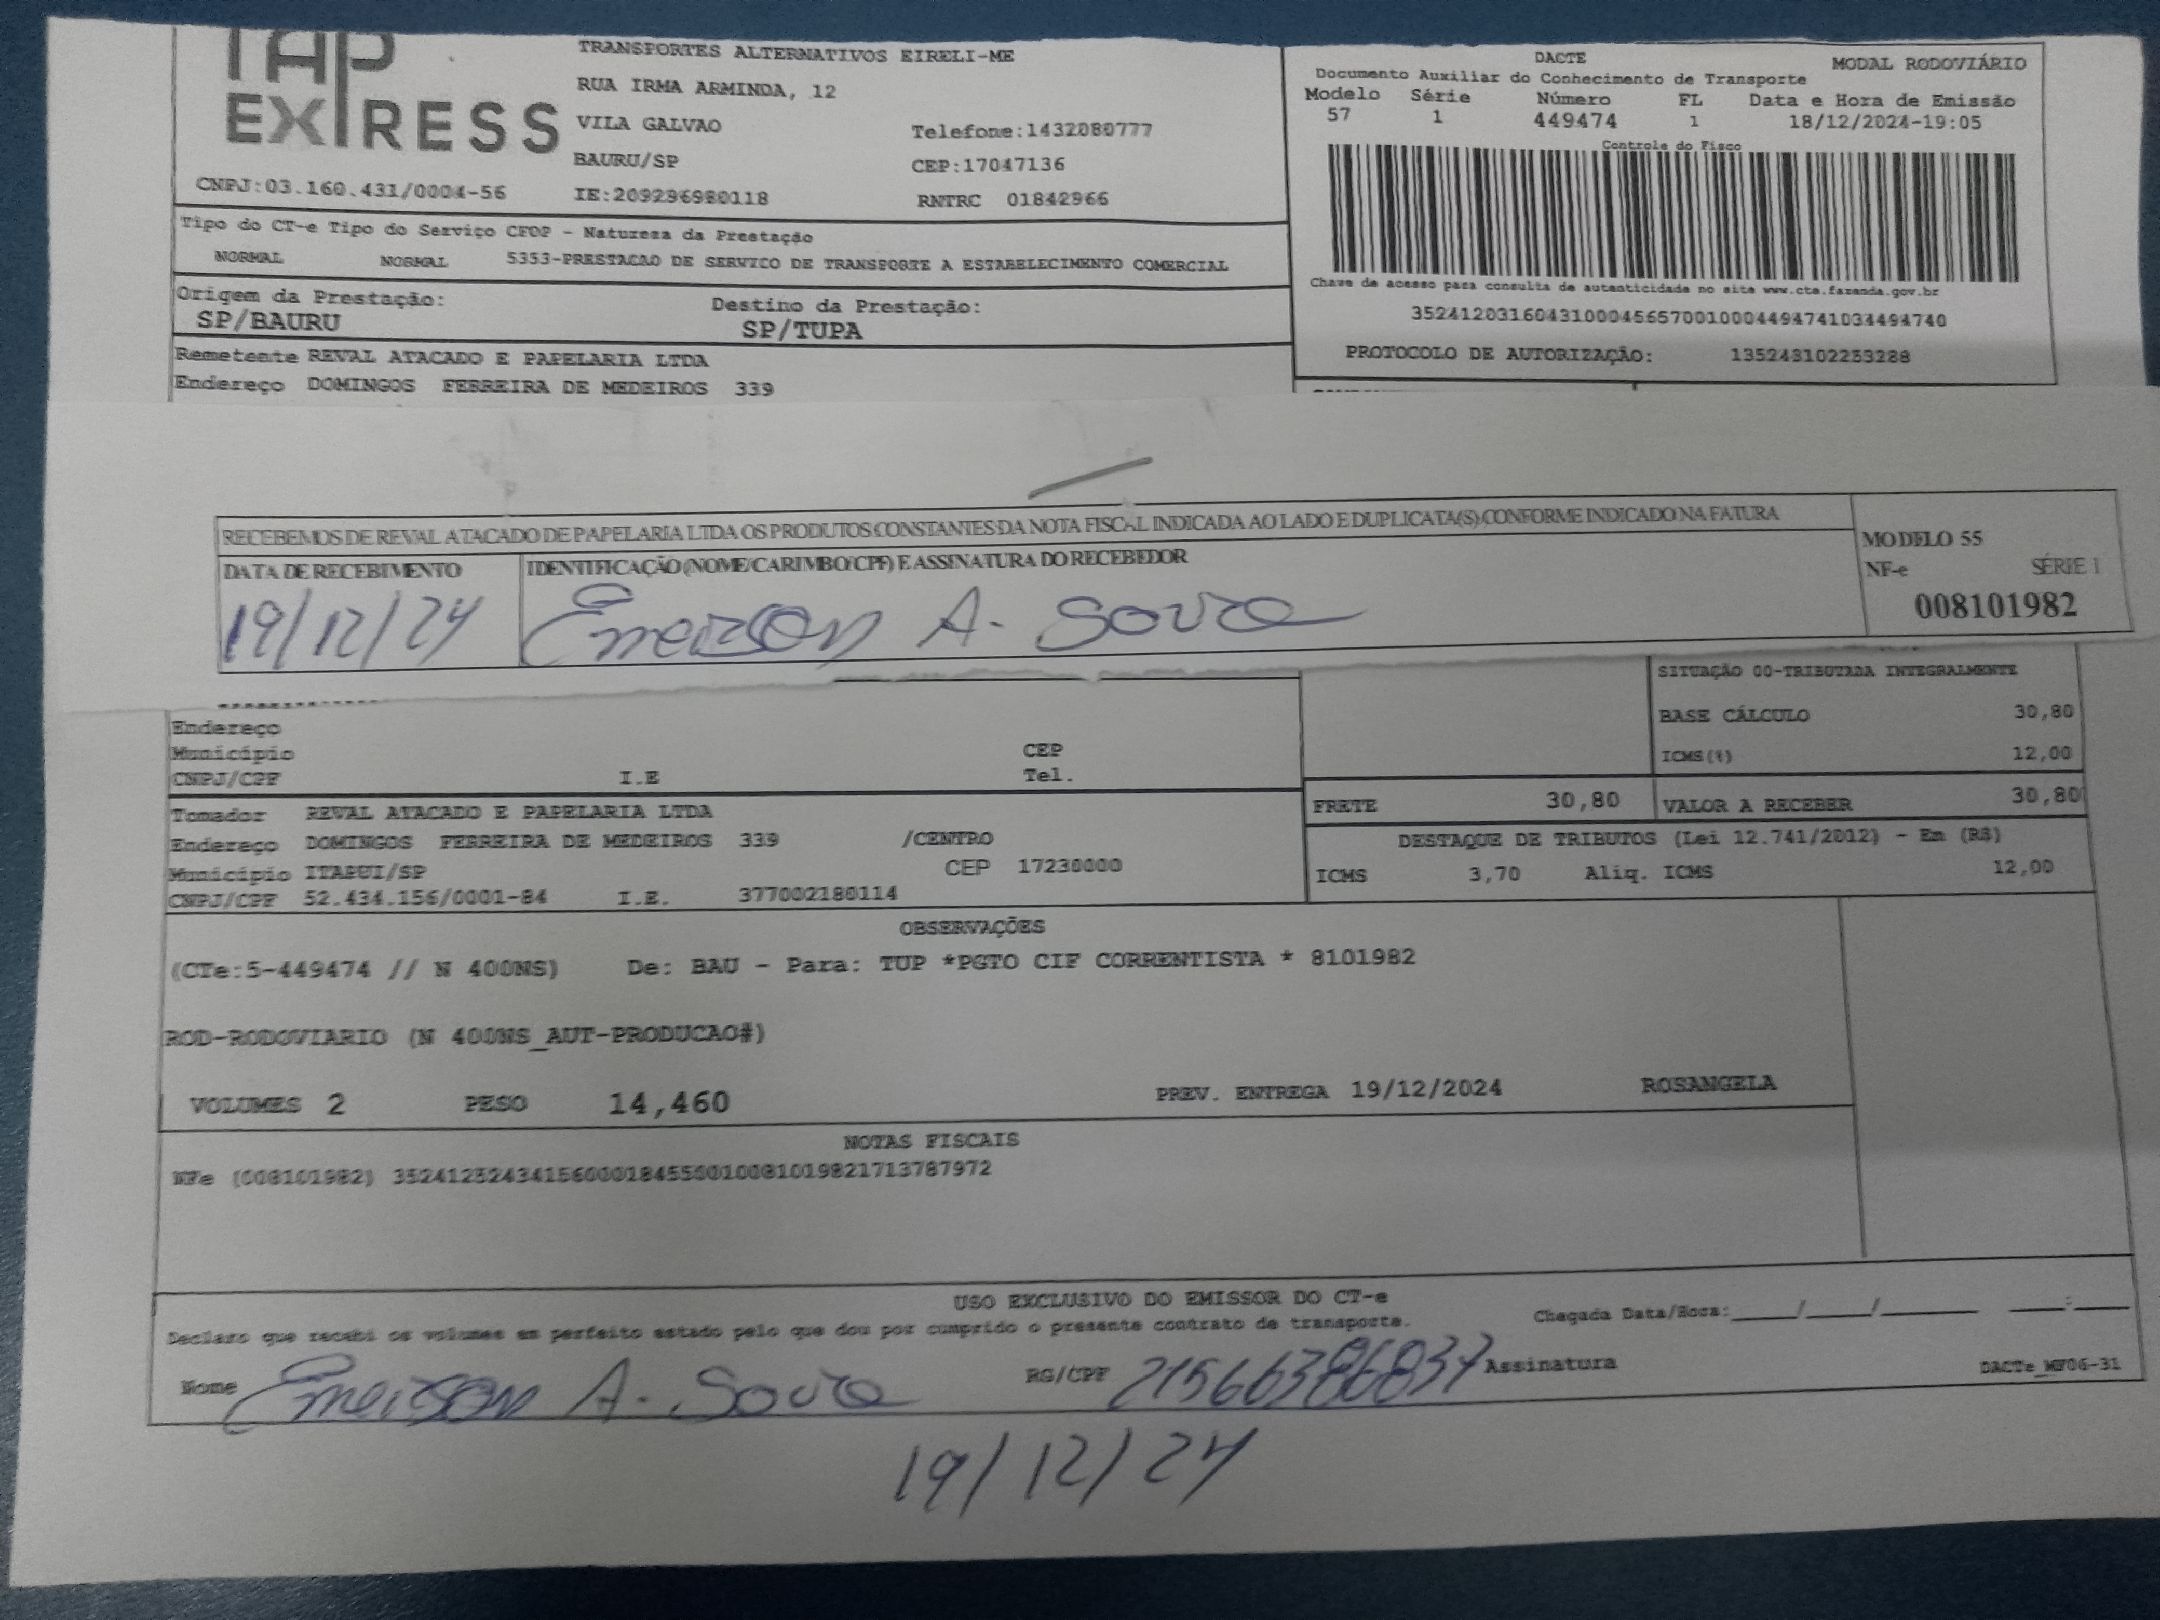 TAP
EXPRESS
TRANSPORTES ALTERNATIVOS EIRELI-ME
RUA IRMA ARMINDA, 12
VILA GALVAO Telefone:1432080777
BAURU/SP CEP:17047136
CNPJ:03.160.431/0004-56 IE:209296980118 RNTRC 01842966
DACTE MODAL RODOVIÁRIO
Documento Auxiliar do Conhecimento de Transporte
Modelo Série Número FL Data e Hora de Emissão
57 1 449474 1 18/12/2024-19:05
Controle do Fisco
Chave de acesso para consulta de autenticidade no site www.cte.fazenda.gov.br
35241203160431000456570010004494741034494740
PROTOCOLO DE AUTORIZAÇÃO: 135243102253288
Tipo do CT-e Tipo do Serviço CFOP - Natureza da Prestação
NORMAL NORMAL 5353-PRESTACAO DE SERVICO DE TRANSPORTE A ESTABELECIMENTO COMERCIAL
Origem da Prestação: Destino da Prestação:
SP/BAURU SP/TUPA
Remetente REVAL ATACADO E PAPELARIA LTDA
Endereço DOMINGOS FERREIRA DE MEDEIROS 339
RECEBEMOS DE REVAL ATACADO DE PAPELARIA LTDA OS PRODUTOS CONSTANTES DA NOTA FISCAL INDICADA AO LADO E DUPLICATA(S) CONFORME INDICADO NA FATURA
DATA DE RECEBIMENTO IDENTIFICAÇÃO (NOME/CARIMBO/CPF) E ASSINATURA DO RECEBEDOR
19/12/24 Emerson A. Souza
MODELO 55
NF-e SÉRIE 1
008101982
SITUAÇÃO 00-TRIBUTADA INTEGRALMENTE
BASE CÁLCULO 30,80
ICMS(%) 12,00
Endereço
Município CEP
CNPJ/CPF I.E Tel.
FRETE 30,80 VALOR A RECEBER 30,80
Tomador REVAL ATACADO E PAPELARIA LTDA
Endereço DOMINGOS FERREIRA DE MEDEIROS 339 /CENTRO
Município ITAPUI/SP CEP 17230000
CNPJ/CPF 52.434.156/0001-84 I.E. 377002180114
DESTAQUE DE TRIBUTOS (Lei 12.741/2012) - Em (R$)
ICMS 3,70 Aliq. ICMS 12,00
OBSERVAÇÕES
(CTe:5-449474 // N 400NS) De: BAU - Para: TUP *PGTO CIF CORRENTISTA * 8101982
ROD-RODOVIARIO (N 400NS_AUT-PRODUCAO#)
VOLUMES 2 PESO 14,460 PREV. ENTREGA 19/12/2024 ROSANGELA
NOTAS FISCAIS
NFe (008101982) 35241252434156000184550010081019821713787972
USO EXCLUSIVO DO EMISSOR DO CT-e
Declaro que recebi os volumes em perfeito estado pelo que dou por cumprido o presente contrato de transporte. Chegada Data/Hora:____/____/______ ____:____
Nome Emerson A. Souza RG/CPF 21566386837 Assinatura DACTe_WF06-31
19/12/24